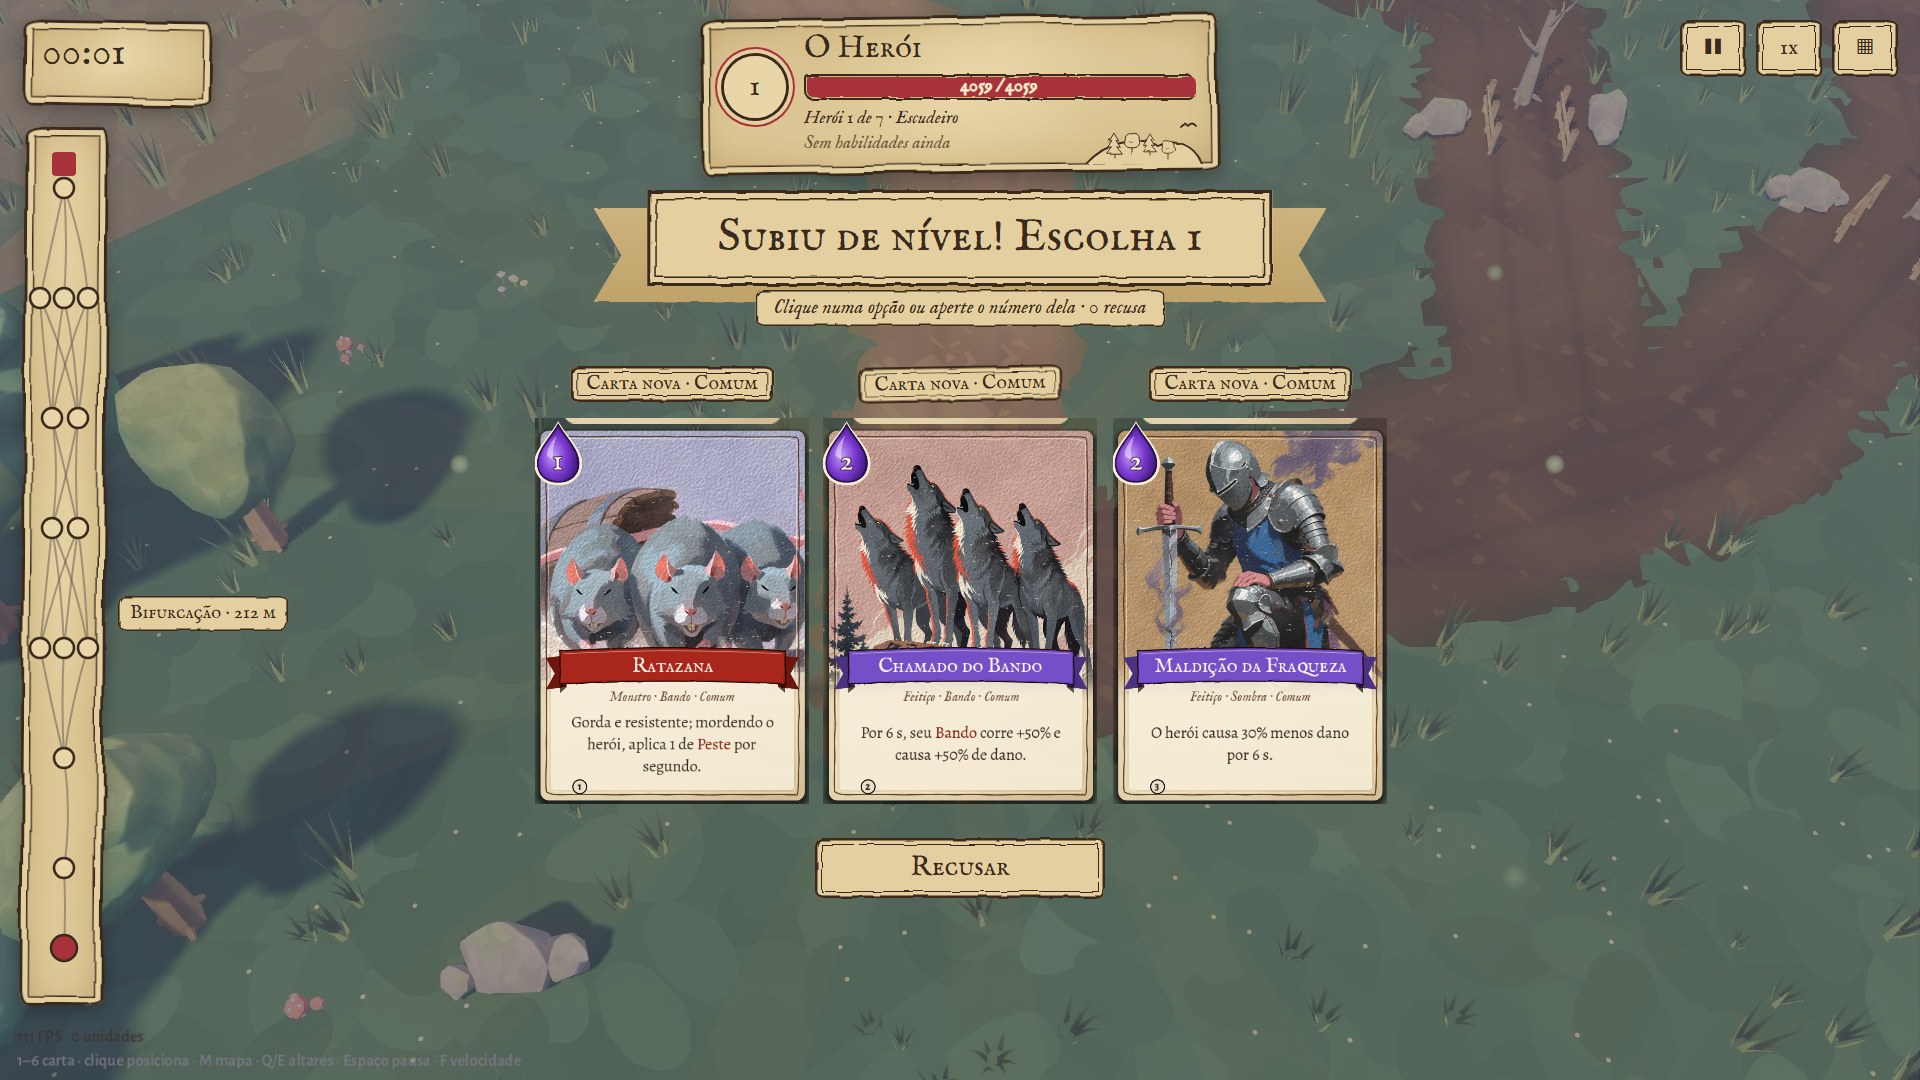 00:01
O Herói
1
4059/4059
Herói 1 de 7 · Escudeiro
Sem habilidades ainda
1x
Subiu de nível! Escolha 1
Clique numa opção ou aperte o número dela · 0 recusa
Carta nova · Comum
Carta nova · Comum
Carta nova · Comum
1
Ratazana
Monstro · Bando · Comum
Gorda e resistente; mordendo o
herói, aplica 1 de Peste por
segundo.
1
2
Chamado do Bando
Feitiço · Bando · Comum
Por 6 s, seu Bando corre +50% e
causa +50% de dano.
2
2
Maldição da Fraqueza
Feitiço · Sombra · Comum
O herói causa 30% menos dano
por 6 s.
3
Bifurcação · 212 m
Recusar
111 FPS · 0 unidades
1–6 carta · clique posiciona · M mapa · Q/E altares · Espaço pausa · F velocidade